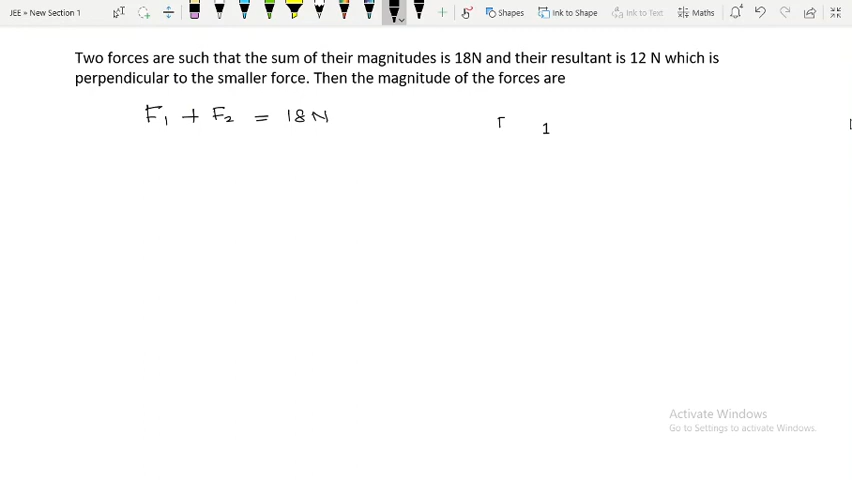 JEE » New Section 1 Shapes Ink to Shape Ink to Text Maths
Two forces are such that the sum of their magnitudes is 18N and their resultant is 12 N which is
perpendicular to the smaller force. Then the magnitude of the forces are
F₁ + F₂ = 18N
1
Activate Windows
Go to Settings to activate Windows.